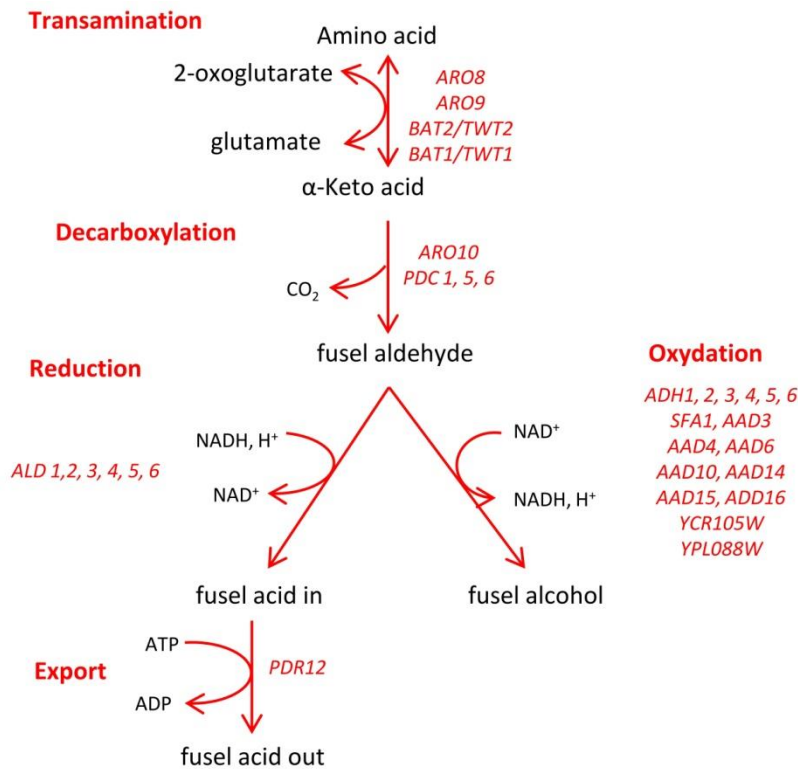 Transamination
Amino acid
2-oxoglutarate
glutamate
ARO8
ARO9
BAT2/TWT2
BAT1/TWT1
α-Keto acid
Decarboxylation
ARO10
PDC 1, 5, 6
CO₂
fusel aldehyde
Reduction
Oxydation
ALD 1,2, 3, 4, 5, 6
NADH, H⁺
NAD⁺
NAD⁺
NADH, H⁺
ADH1, 2, 3, 4, 5, 6
SFA1, AAD3
AAD4, AAD6
AAD10, AAD14
AAD15, ADD16
YCR105W
YPL088W
fusel acid in
fusel alcohol
Export
ATP
ADP
PDR12
fusel acid out